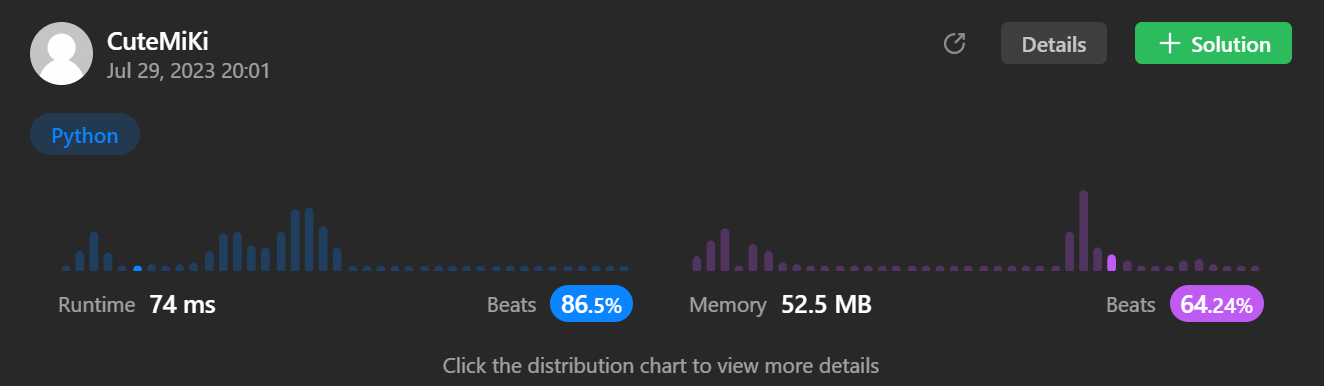 CuteMiKi
Jul 29, 2023 20:01
Details
Solution
Python
Runtime 74 ms Beats 86.5%
Memory 52.5 MB Beats 64.24%
Click the distribution chart to view more details